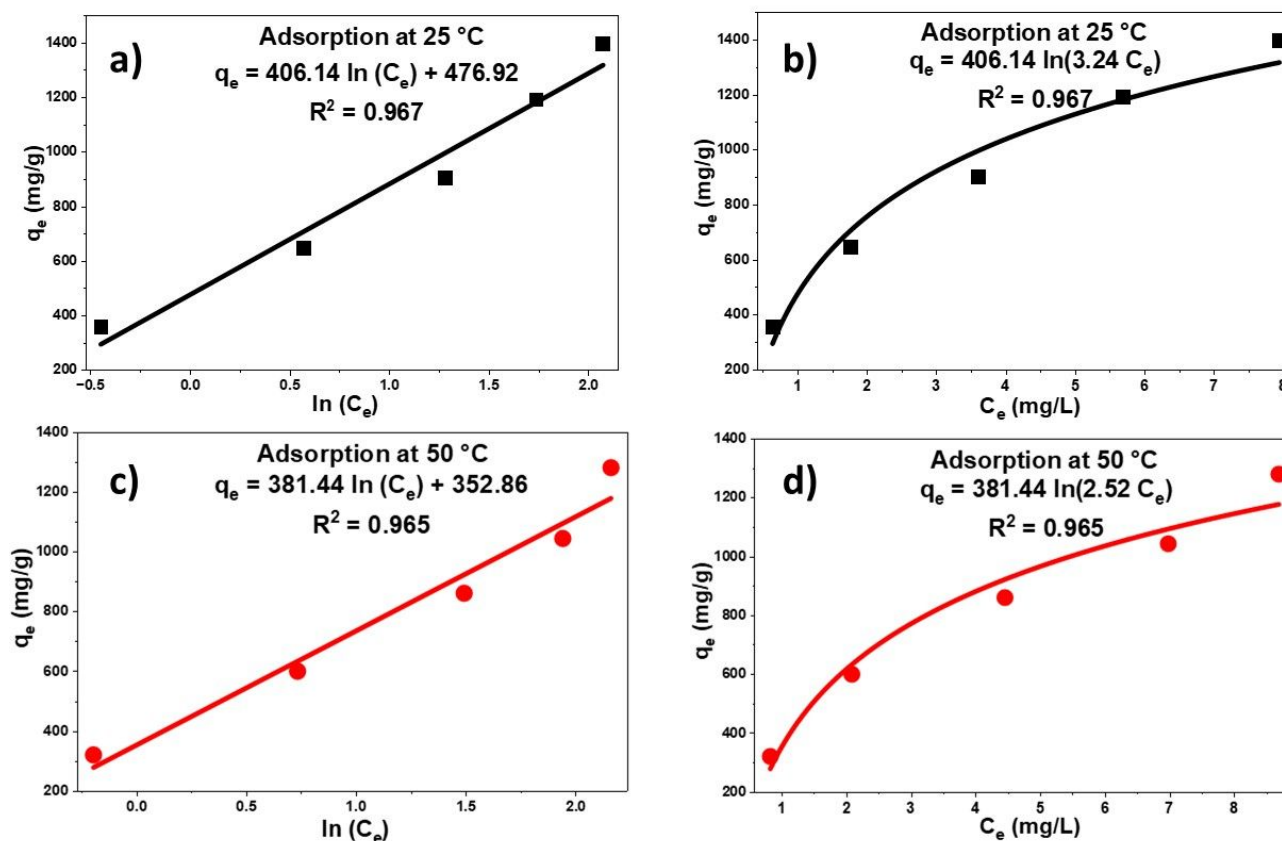 a)
Adsorption at 25 °C
qₑ = 406.14 ln (Cₑ) + 476.92
R² = 0.967
qₑ (mg/g)
1400
1200
1000
800
600
400
200
−0.5 0.0 0.5 1.0 1.5 2.0
ln (Cₑ)
b)
Adsorption at 25 °C
qₑ = 406.14 ln(3.24 Cₑ)
R² = 0.967
qₑ (mg/g)
1400
1200
1000
800
600
400
200
1 2 3 4 5 6 7 8
Cₑ (mg/L)
c)
Adsorption at 50 °C
qₑ = 381.44 ln (Cₑ) + 352.86
R² = 0.965
qₑ (mg/g)
1400
1200
1000
800
600
400
200
0.0 0.5 1.0 1.5 2.0
ln (Cₑ)
d)
Adsorption at 50 °C
qₑ = 381.44 ln(2.52 Cₑ)
R² = 0.965
qₑ (mg/g)
1400
1200
1000
800
600
400
200
1 2 3 4 5 6 7 8
Cₑ (mg/L)